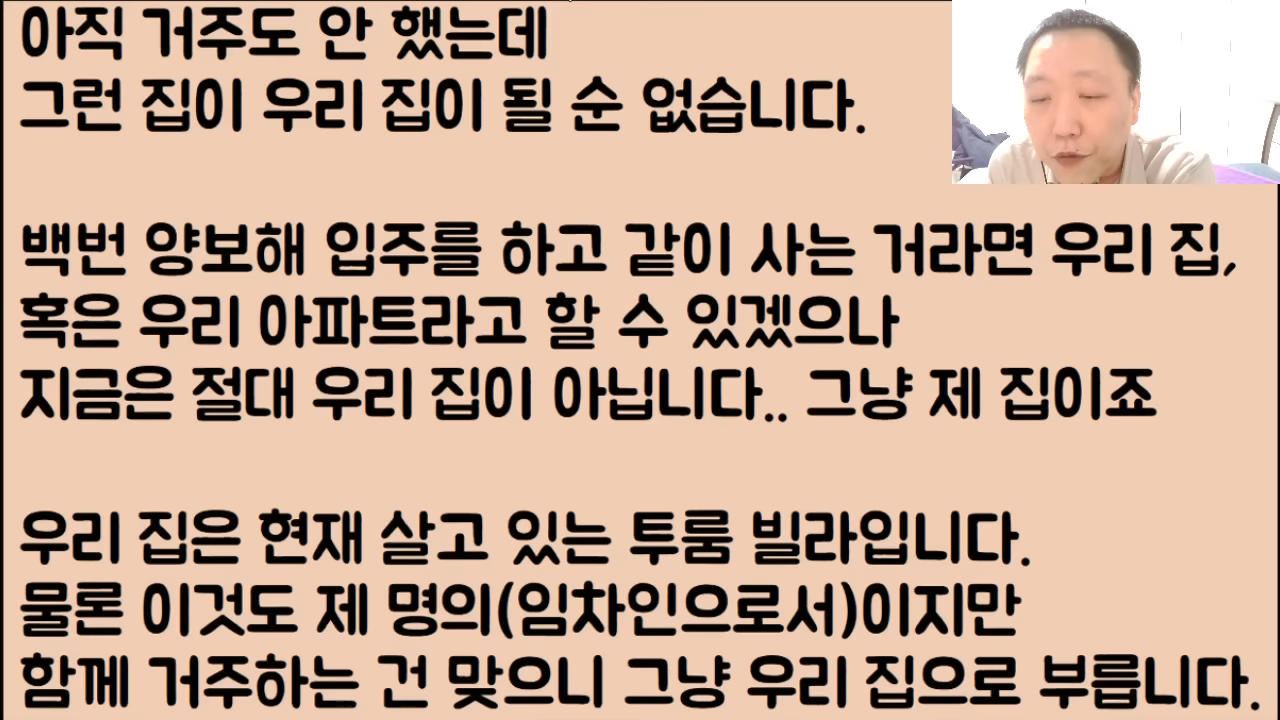 아직 거주도 안 했는데
그런 집이 우리 집이 될 순 없습니다.
백번 양보해 입주를 하고 같이 사는 거라면 우리 집,
혹은 우리 아파트라고 할 수 있겠으나
지금은 절대 우리 집이 아닙니다.. 그냥 제 집이죠
우리 집은 현재 살고 있는 투룸 빌라입니다.
물론 이것도 제 명의(임차인으로서)이지만
함께 거주하는 건 맞으니 그냥 우리 집으로 부릅니다.